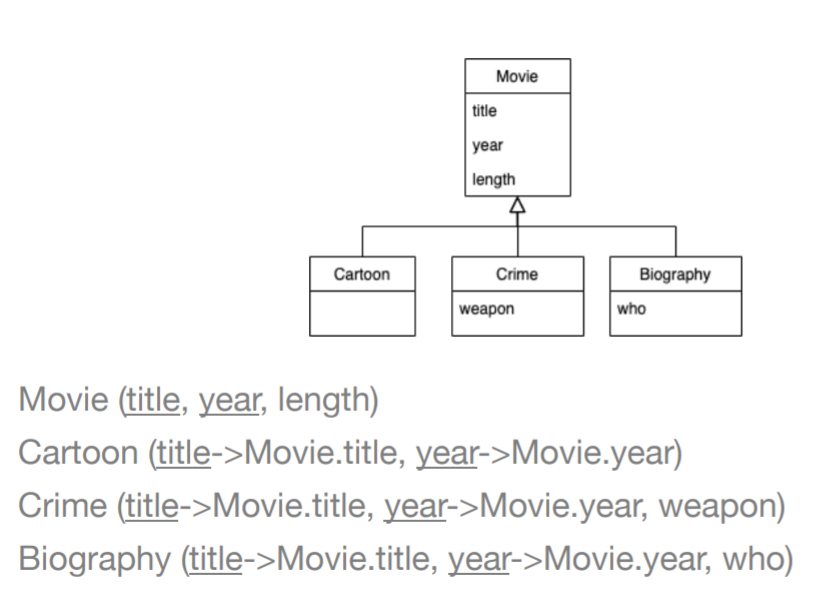 Movie
title
year
length
Cartoon
Crime
Biography
weapon
who
Movie (title, year, length)
Cartoon (title->Movie.title, year->Movie.year)
Crime (title->Movie.title, year->Movie.year, weapon)
Biography (title->Movie.title, year->Movie.year, who)